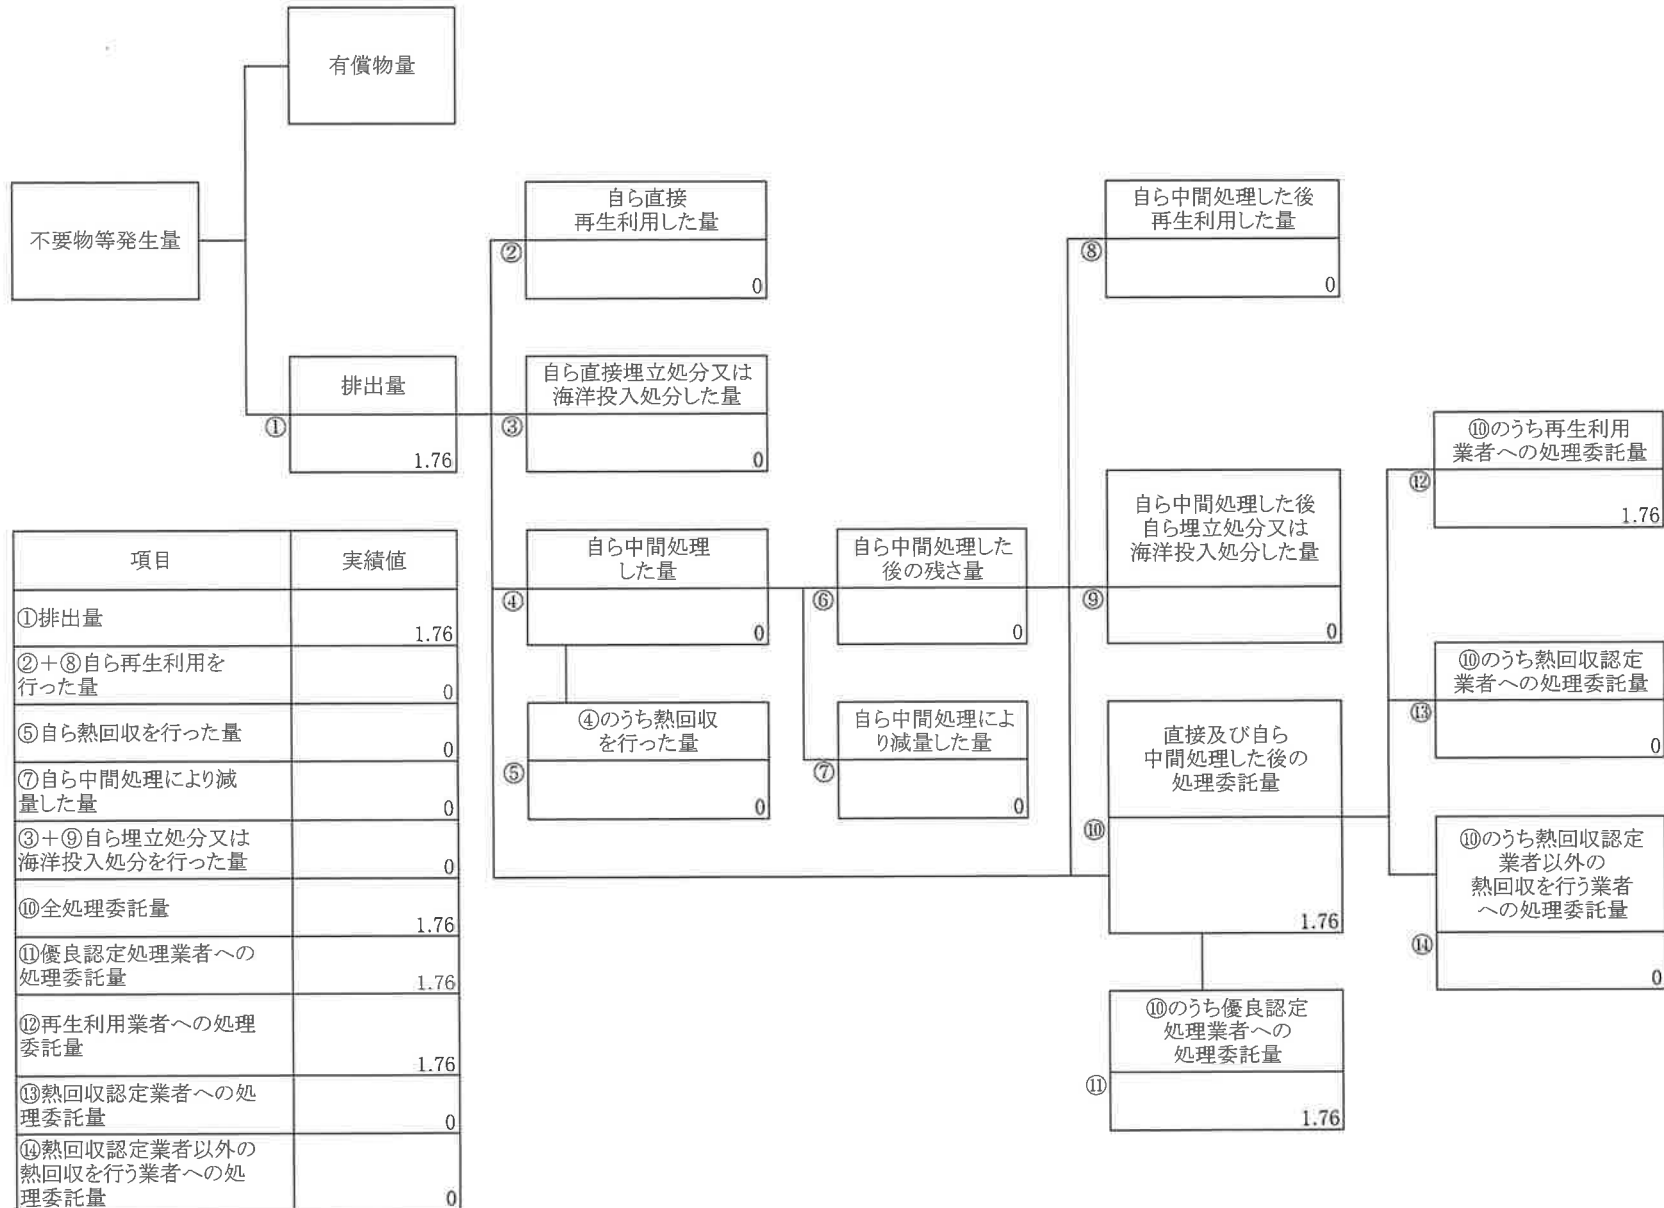 有償物量
不要物等発生量
排出量
①
1.76
自ら直接
再生利用した量
②
0
自ら直接埋立処分又は
海洋投入処分した量
③
0
自ら中間処理
した量
④
0
④のうち熱回収
を行った量
⑤
0
自ら中間処理した
後の残さ量
⑥
0
自ら中間処理によ
り減量した量
⑦
0
自ら中間処理した後
再生利用した量
⑧
0
自ら中間処理した後
自ら埋立処分又は
海洋投入処分した量
⑨
0
直接及び自ら
中間処理した後の
処理委託量
⑩
1.76
⑩のうち優良認定
処理業者への
処理委託量
⑪
1.76
⑩のうち再生利用
業者への処理委託量
⑫
1.76
⑩のうち熱回収認定
業者への処理委託量
⑬
0
⑩のうち熱回収認定
業者以外の
熱回収を行う業者
への処理委託量
⑭
0
項目 実績値
①排出量
1.76
②+⑧自ら再生利用を
行った量
0
⑤自ら熱回収を行った量
0
⑦自ら中間処理により減
量した量
0
③+⑨自ら埋立処分又は
海洋投入処分を行った量
0
⑩全処理委託量
1.76
⑪優良認定処理業者への
処理委託量
1.76
⑫再生利用業者への処理
委託量
1.76
⑬熱回収認定業者への処
理委託量
0
⑭熱回収認定業者以外の
熱回収を行う業者への処
理委託量
0